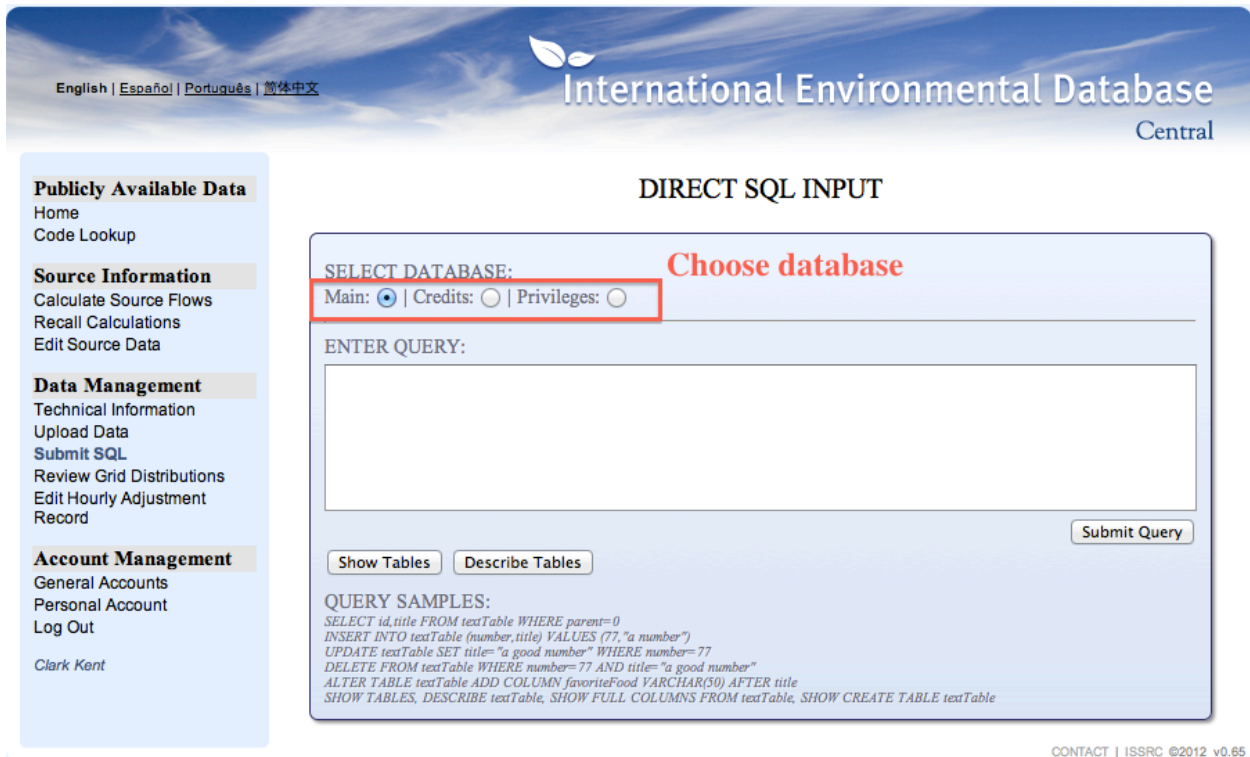 English | Español | Português | 简体中文
International Environmental Database
Central
Publicly Available Data
Home
Code Lookup
Source Information
Calculate Source Flows
Recall Calculations
Edit Source Data
Data Management
Technical Information
Upload Data
Submit SQL
Review Grid Distributions
Edit Hourly Adjustment
Record
Account Management
General Accounts
Personal Account
Log Out
Clark Kent
DIRECT SQL INPUT
SELECT DATABASE:
Choose database
Main: | Credits: | Privileges:
ENTER QUERY:
Submit Query
Show Tables Describe Tables
QUERY SAMPLES:
SELECT id,title FROM textTable WHERE parent=0
INSERT INTO textTable (number,title) VALUES (77,"a number")
UPDATE textTable SET title="a good number" WHERE number=77
DELETE FROM textTable WHERE number=77 AND title="a good number"
ALTER TABLE textTable ADD COLUMN favoriteFood VARCHAR(50) AFTER title
SHOW TABLES, DESCRIBE textTable, SHOW FULL COLUMNS FROM textTable, SHOW CREATE TABLE textTable
CONTACT | ISSRC ©2012 v0.65